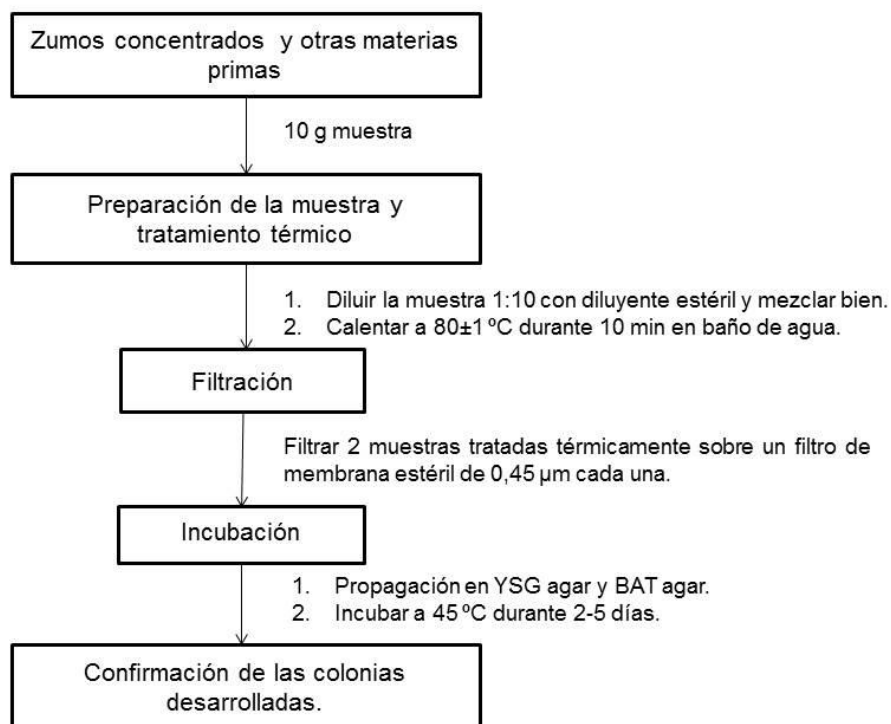 Zumos concentrados y otras materias
primas
10 g muestra
Preparación de la muestra y
tratamiento térmico
1. Diluir la muestra 1:10 con diluyente estéril y mezclar bien.
2. Calentar a 80±1 ºC durante 10 min en baño de agua.
Filtración
Filtrar 2 muestras tratadas térmicamente sobre un filtro de
membrana estéril de 0,45 µm cada una.
Incubación
1. Propagación en YSG agar y BAT agar.
2. Incubar a 45 ºC durante 2-5 días.
Confirmación de las colonias
desarrolladas.